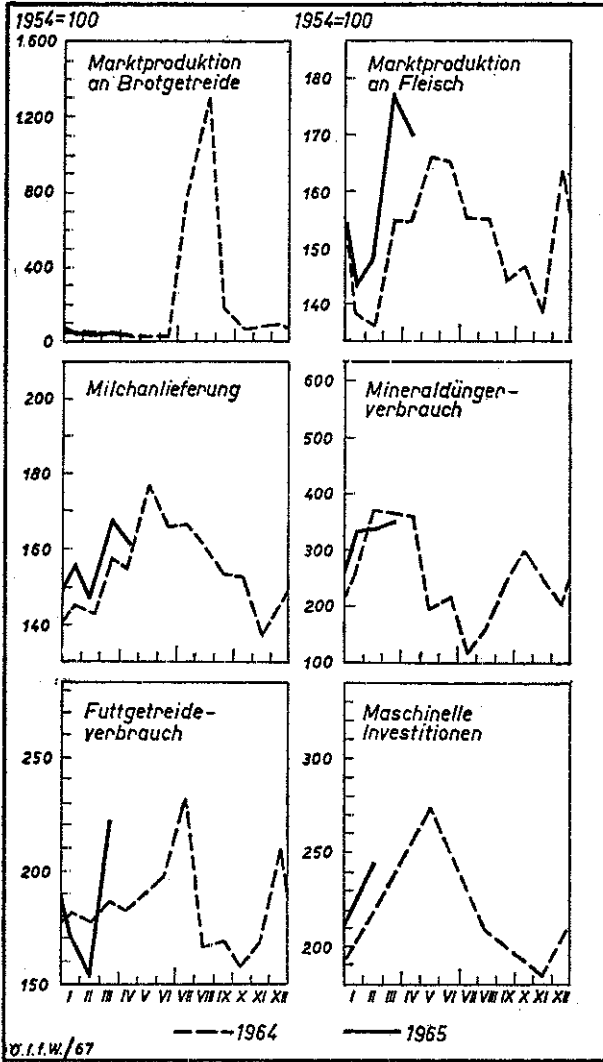 1954=100
1954=100
Marktproduktion
an Brotgetreide
1.600
1.200
800
400
0
Marktproduktion
an Fleisch
180
170
160
150
140
Milchanlieferung
200
180
160
140
Mineraldünger-
verbrauch
600
500
400
300
200
100
Futtgetreide-
verbrauch
250
200
150
I II III IV V VI VII VIII IX X XI XII
Maschinelle
Investitionen
300
250
200
I II III IV V VI VII VIII IX X XI XII
1964
1965
Ö.I.f.W./67